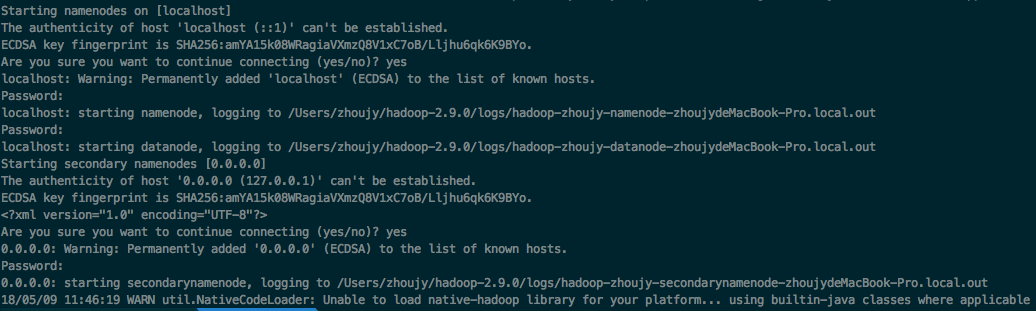 Starting namenodes on [localhost]
The authenticity of host 'localhost (::1)' can't be established.
ECDSA key fingerprint is SHA256:amYA15k08WRagiaVXmzQ8V1xC7oB/Lljhu6qk6K9BYo.
Are you sure you want to continue connecting (yes/no)? yes
localhost: Warning: Permanently added 'localhost' (ECDSA) to the list of known hosts.
Password:
localhost: starting namenode, logging to /Users/zhoujy/hadoop-2.9.0/logs/hadoop-zhoujy-namenode-zhoujydeMacBook-Pro.local.out
Password:
localhost: starting datanode, logging to /Users/zhoujy/hadoop-2.9.0/logs/hadoop-zhoujy-datanode-zhoujydeMacBook-Pro.local.out
Starting secondary namenodes [0.0.0.0]
The authenticity of host '0.0.0.0 (127.0.0.1)' can't be established.
ECDSA key fingerprint is SHA256:amYA15k08WRagiaVXmzQ8V1xC7oB/Lljhu6qk6K9BYo.
<?xml version="1.0" encoding="UTF-8"?>
Are you sure you want to continue connecting (yes/no)? yes
0.0.0.0: Warning: Permanently added '0.0.0.0' (ECDSA) to the list of known hosts.
Password:
0.0.0.0: starting secondarynamenode, logging to /Users/zhoujy/hadoop-2.9.0/logs/hadoop-zhoujy-secondarynamenode-zhoujydeMacBook-Pro.local.out
18/05/09 11:46:19 WARN util.NativeCodeLoader: Unable to load native-hadoop library for your platform... using builtin-java classes where applicable